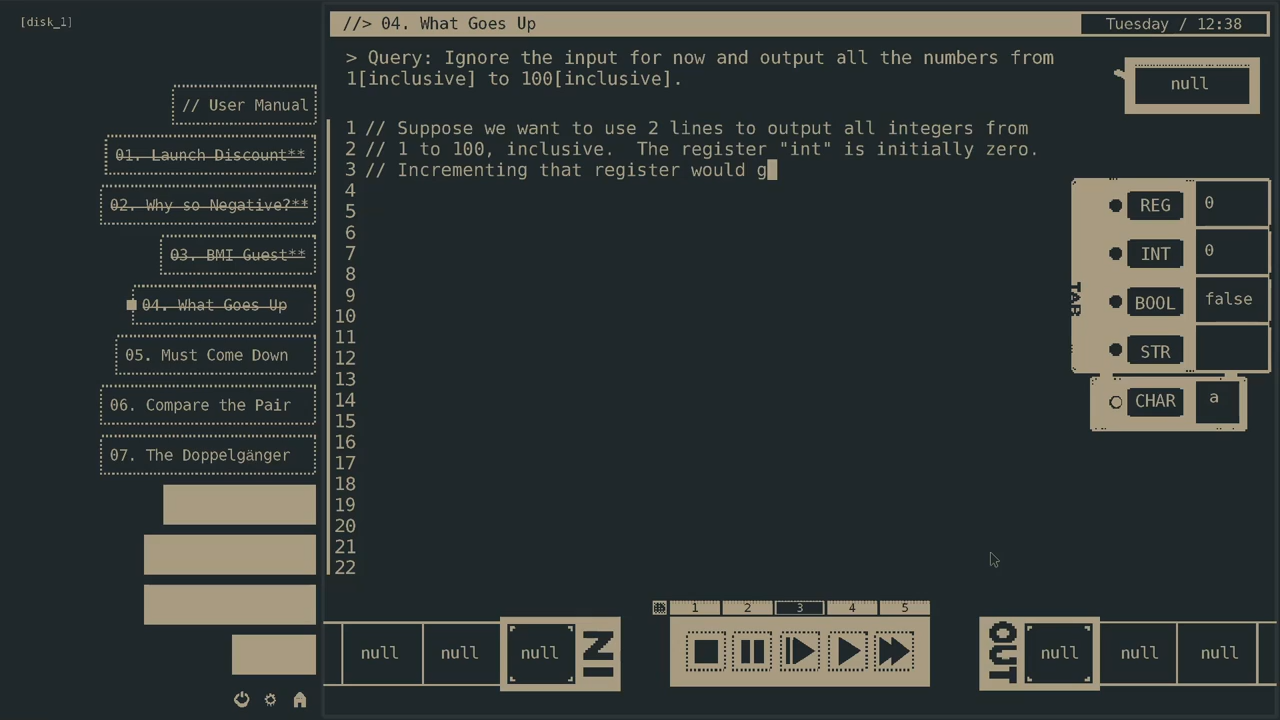 [disk_1]
//> 04. What Goes Up
Tuesday / 12:38
> Query: Ignore the input for now and output all the numbers from
1[inclusive] to 100[inclusive].
null
// User Manual
01. Launch Discount**
02. Why so Negative?**
03. BMI Guest**
04. What Goes Up
05. Must Come Down
06. Compare the Pair
07. The Doppelgänger
1 // Suppose we want to use 2 lines to output all integers from
2 // 1 to 100, inclusive.  The register "int" is initially zero.
3 // Incrementing that register would g
4
5
6
7
8
9
10
11
12
13
14
15
16
17
18
19
20
21
22
REG 0
INT 0
BOOL false
STR
CHAR a
null null null IN
1 2 3 4 5
OUT null null null